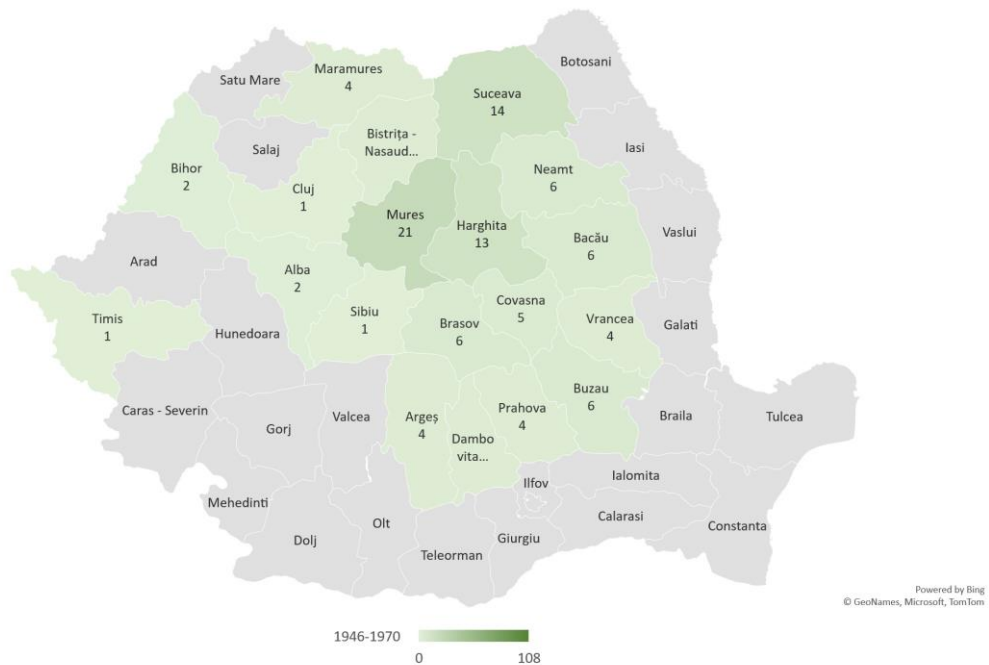 Botosani
Maramures
4
Satu Mare
Suceava
14
Bistrița -
Nasaud...
Salaj
Iasi
Neamt
6
Bihor
2
Cluj
1
Mures
21
Harghita
13
Bacău
6
Vaslui
Arad
Alba
2
Covasna
5
Sibiu
1
Brasov
6
Vrancea
4
Galati
Timis
1
Hunedoara
Buzau
6
Caras - Severin
Valcea
Argeș
4
Prahova
4
Braila
Tulcea
Gorj
Dambo
vita...
Ialomita
Ilfov
Mehedinti
Calarasi
Olt
Constanta
Dolj
Giurgiu
Teleorman
Powered by Bing
© GeoNames, Microsoft, TomTom
1946-1970
0
108